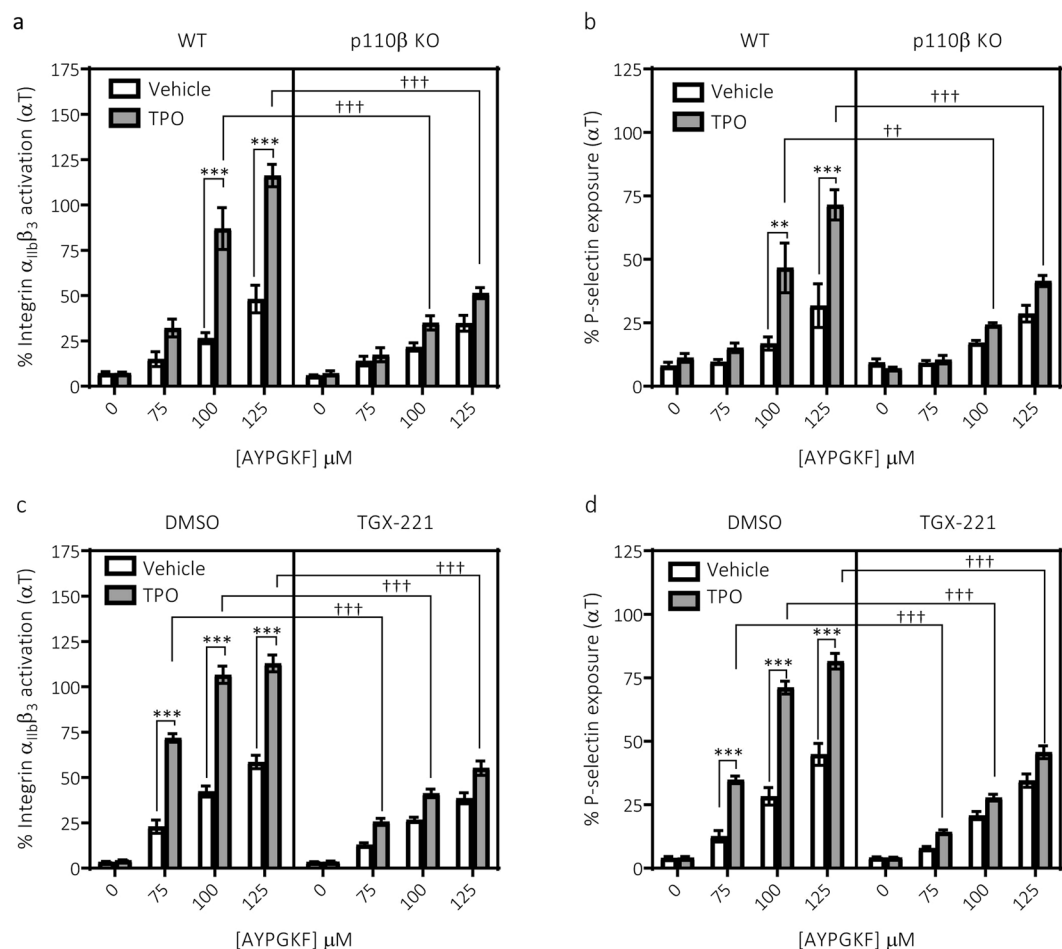 a
WT
p110β KO
% Integrin αIIbβ3 activation (αT)
175
150
125
100
75
50
25
0
Vehicle
TPO
***
***
†††
†††
0
75
100
125
0
75
100
125
[AYPGKF] μM
b
WT
p110β KO
% P-selectin exposure (αT)
125
100
75
50
25
0
Vehicle
TPO
**
***
††
†††
0
75
100
125
0
75
100
125
[AYPGKF] μM
c
DMSO
TGX-221
% Integrin αIIbβ3 activation (αT)
175
150
125
100
75
50
25
0
Vehicle
TPO
***
***
***
†††
†††
†††
0
75
100
125
0
75
100
125
[AYPGKF] μM
d
DMSO
TGX-221
% P-selectin exposure (αT)
125
100
75
50
25
0
Vehicle
TPO
***
***
***
†††
†††
†††
0
75
100
125
0
75
100
125
[AYPGKF] μM